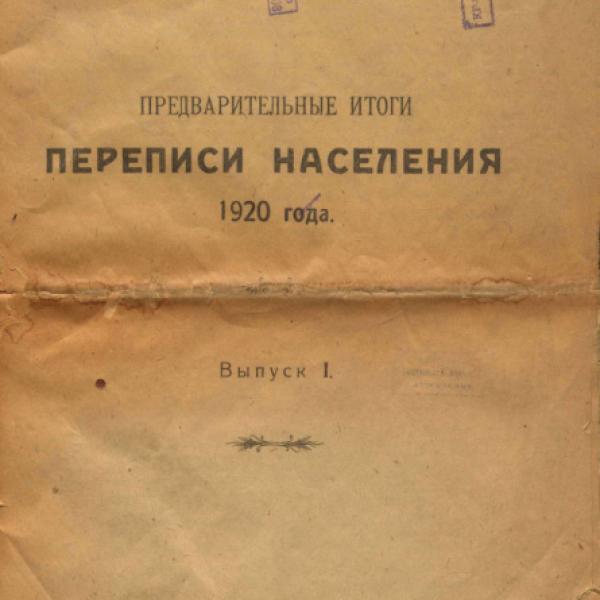 ПРЕДВАРИТЕЛЬНЫЕ ИТОГИ
ПЕРЕПИСИ НАСЕЛЕНИЯ
1920 года.
Выпуск I.